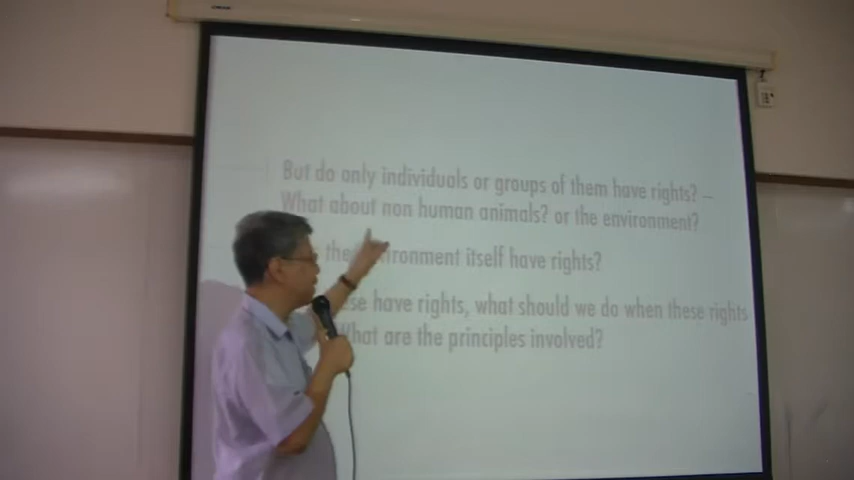 But do only individuals or groups of them have rights? –
What about non human animals? or the environment?
the environment itself have rights?
have rights, what should we do when these rights
What are the principles involved?